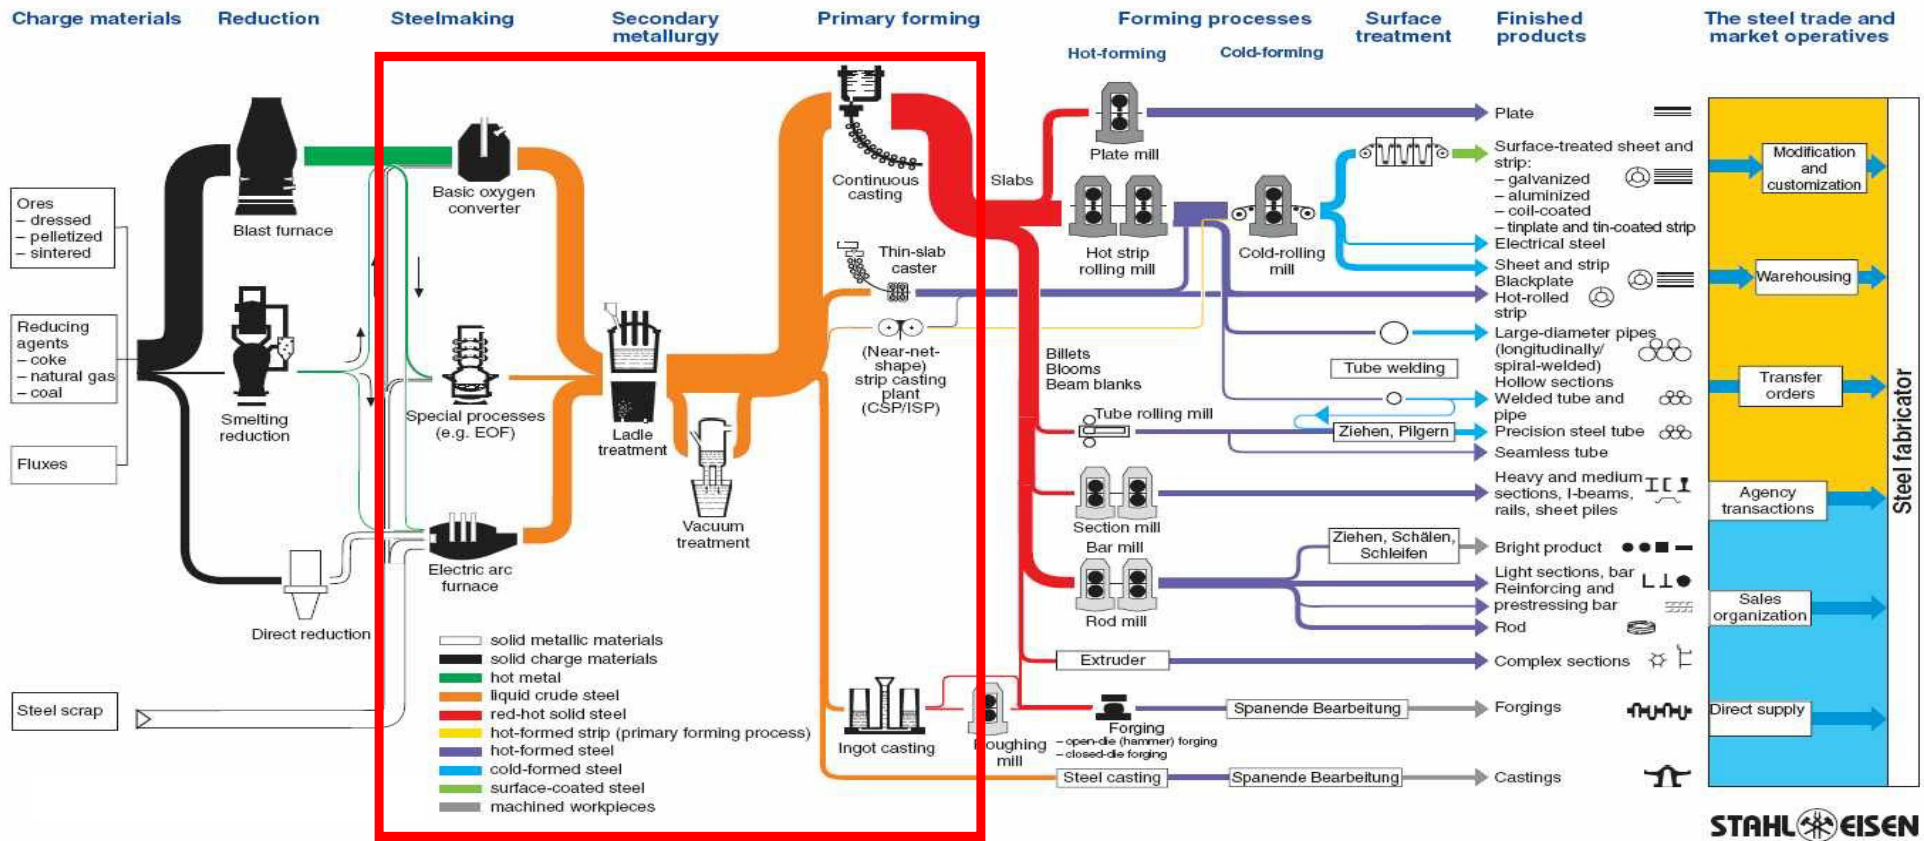 Charge materials
Reduction
Steelmaking
Secondary
metallurgy
Primary forming
Forming processes
Hot-forming
Cold-forming
Surface
treatment
Finished
products
The steel trade and
market operatives
Ores
– dressed
– pelletized
– sintered
Reducing
agents
– coke
– natural gas
– coal
Fluxes
Steel scrap
Blast furnace
Smelting
reduction
Direct reduction
Basic oxygen
converter
Special processes
(e.g. EOF)
Electric arc
furnace
Ladle
treatment
Vacuum
treatment
solid metallic materials
solid charge materials
hot metal
liquid crude steel
red-hot solid steel
hot-formed strip (primary forming process)
hot-formed steel
cold-formed steel
surface-coated steel
machined workpieces
Continuous
casting
Thin-slab
caster
(Near-net-
shape)
strip casting
plant
(CSP/ISP)
Ingot casting
Roughing
mill
Slabs
Billets
Blooms
Beam blanks
Plate mill
Hot strip
rolling mill
Cold-rolling
mill
Tube rolling mill
Section mill
Bar mill
Rod mill
Extruder
Forging
– open-die (hammer) forging
– closed-die forging
Steel casting
Tube welding
Ziehen, Pilgern
Ziehen, Schälen,
Schleifen
Spanende Bearbeitung
Spanende Bearbeitung
Plate
Surface-treated sheet and
strip:
– galvanized
– aluminized
– coil-coated
– tinplate and tin-coated strip
Electrical steel
Sheet and strip
Blackplate
Hot-rolled
strip
Large-diameter pipes
(longitudinally/
spiral-welded)
Hollow sections
Welded tube and
pipe
Precision steel tube
Seamless tube
Heavy and medium
sections, I-beams,
rails, sheet piles
Bright product
Light sections, bar
Reinforcing and
prestressing bar
Rod
Complex sections
Forgings
Castings
Modification
and
customization
Warehousing
Transfer
orders
Agency
transactions
Sales
organization
Direct supply
Steel fabricator
STAHL EISEN